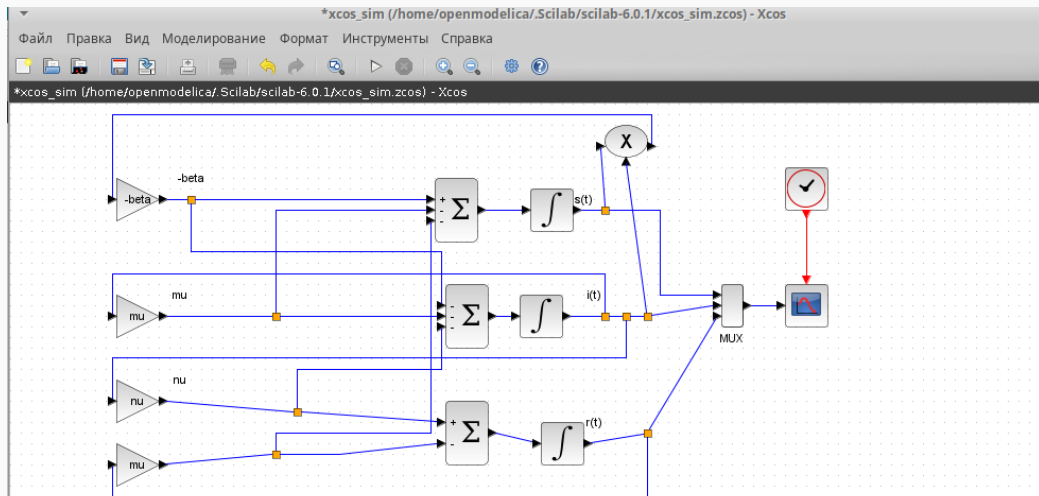 *xcos_sim (/home/openmodelica/.Scilab/scilab-6.0.1/xcos_sim.zcos) - Xcos
Файл Правка Вид Моделирование Формат Инструменты Справка
*xcos_sim (/home/openmodelica/.Scilab/scilab-6.0.1/xcos_sim.zcos) - Xcos
X
-beta
-beta
+
-
-
Σ
∫
s(t)
mu
mu
-
-
-
Σ
∫
i(t)
MUX
nu
nu
+
-
Σ
∫
r(t)
mu